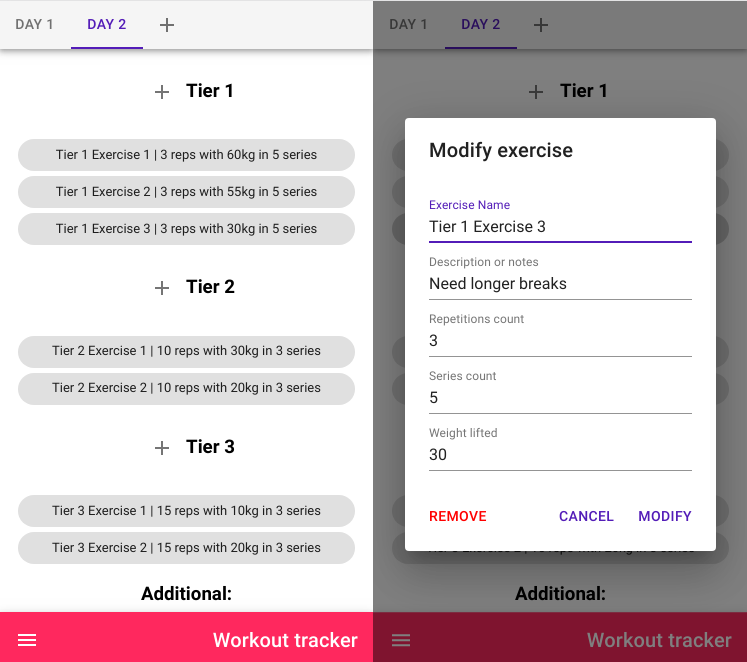 DAY 1 DAY 2 +
+ Tier 1
Tier 1 Exercise 1 | 3 reps with 60kg in 5 series
Tier 1 Exercise 2 | 3 reps with 55kg in 5 series
Tier 1 Exercise 3 | 3 reps with 30kg in 5 series
+ Tier 2
Tier 2 Exercise 1 | 10 reps with 30kg in 3 series
Tier 2 Exercise 2 | 10 reps with 20kg in 3 series
+ Tier 3
Tier 3 Exercise 1 | 15 reps with 10kg in 3 series
Tier 3 Exercise 2 | 15 reps with 20kg in 3 series
Additional:
Workout tracker
DAY 1 DAY 2 +
+ Tier 1
Modify exercise
Exercise Name
Tier 1 Exercise 3
Description or notes
Need longer breaks
Repetitions count
3
Series count
5
Weight lifted
30
REMOVE CANCEL MODIFY
Additional:
Workout tracker